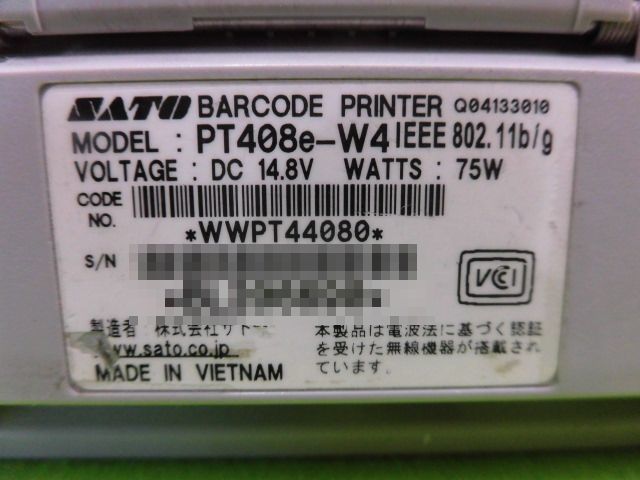 SATO BARCODE PRINTER Q04133010
MODEL : PT408e-W4 IEEE 802.11b/g
VOLTAGE : DC 14.8V WATTS : 75W
CODE NO.
*WWPT44080*
S/N
VCCI
製造者:株式会社サトー
www.sato.co.jp
MADE IN VIETNAM
本製品は電波法に基づく認証
を受けた無線機器が搭載され
ています。